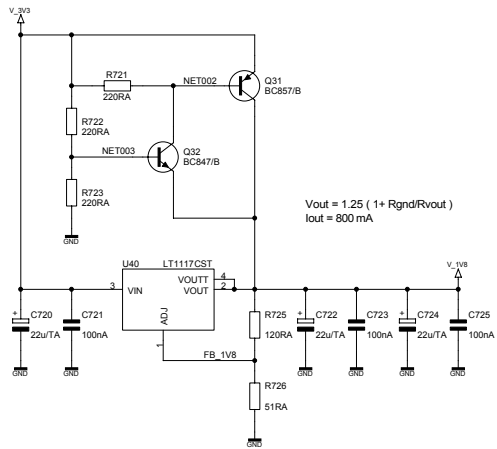 V_3V3
R721
220RA
NET002
Q31
BC857/B
R722
220RA
NET003
Q32
BC847/B
R723
220RA
GND
Vout = 1.25 ( 1+ Rgnd/Rvout )
Iout = 800 mA
U40
LT1117CST
V_1V8
3
VIN
VOUTT
4
VOUT
2
ADJ
1
FB_1V8
+
C720
22u/TA
C721
100nA
R725
120RA
+
C722
22u/TA
C723
100nA
+
C724
22u/TA
C725
100nA
GND
GND
R726
51RA
GND
GND
GND
GND
GND